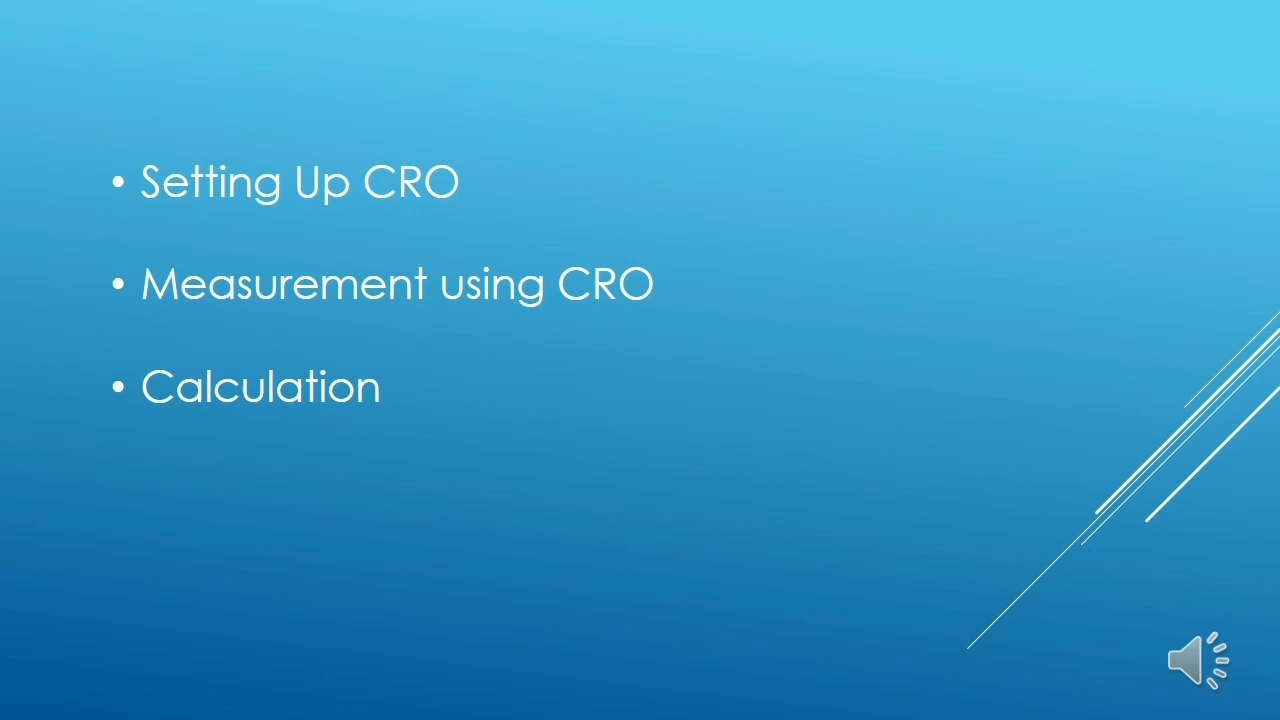 • Setting Up CRO
• Measurement using CRO
• Calculation